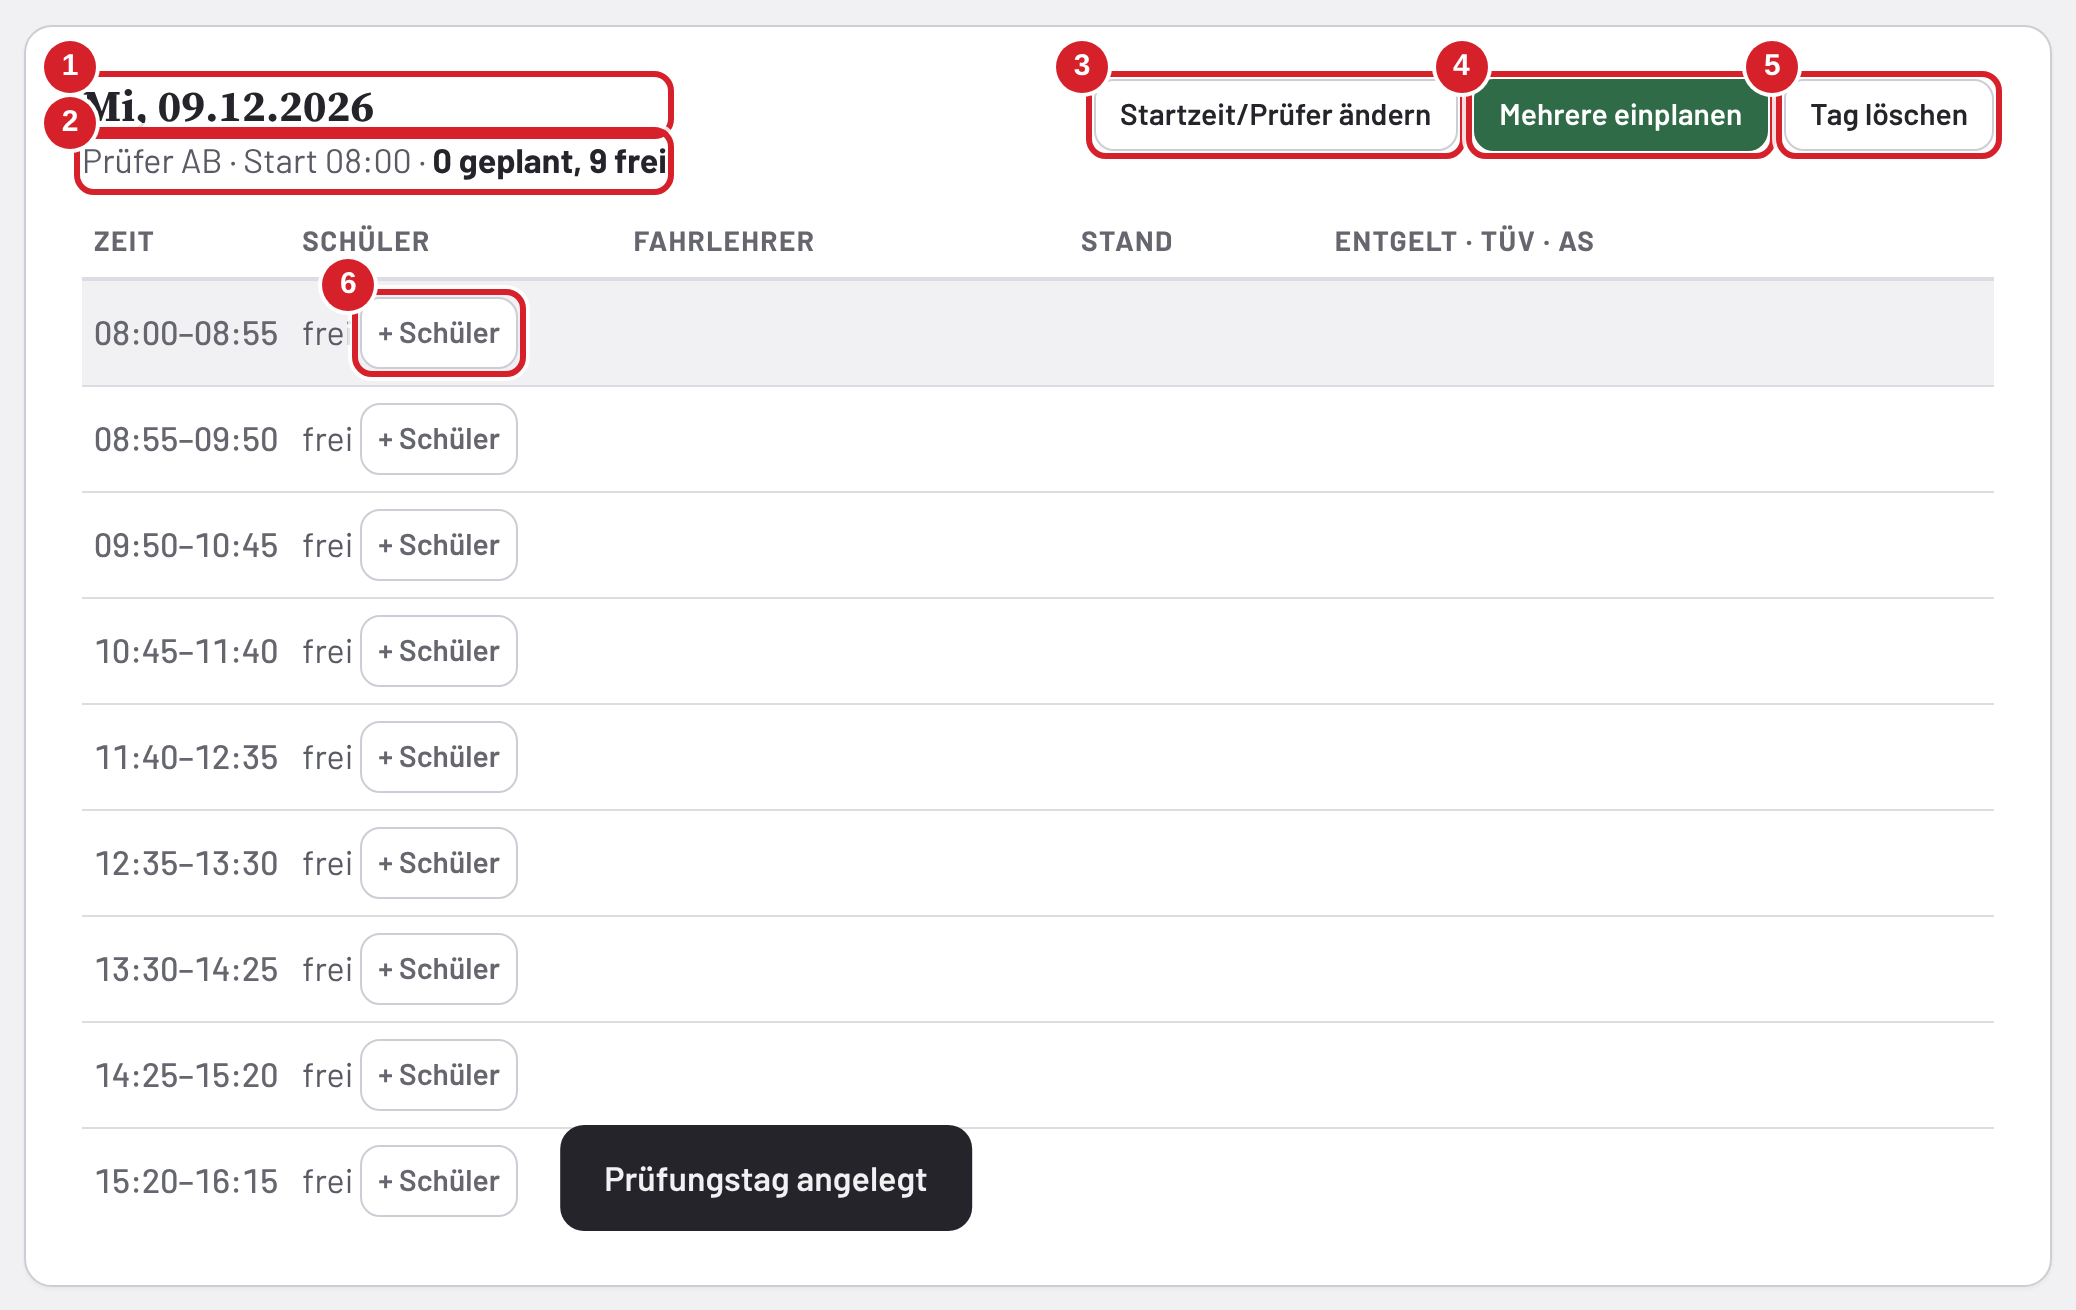 1
Mi, 09.12.2026
2
Prüfer AB · Start 08:00 · 0 geplant, 9 frei
3
Startzeit/Prüfer ändern
4
Mehrere einplanen
5
Tag löschen
ZEIT SCHÜLER FAHRLEHRER STAND ENTGELT · TÜV · AS
6
08:00–08:55 frei + Schüler
08:55–09:50 frei + Schüler
09:50–10:45 frei + Schüler
10:45–11:40 frei + Schüler
11:40–12:35 frei + Schüler
12:35–13:30 frei + Schüler
13:30–14:25 frei + Schüler
14:25–15:20 frei + Schüler
15:20–16:15 frei + Schüler
Prüfungstag angelegt